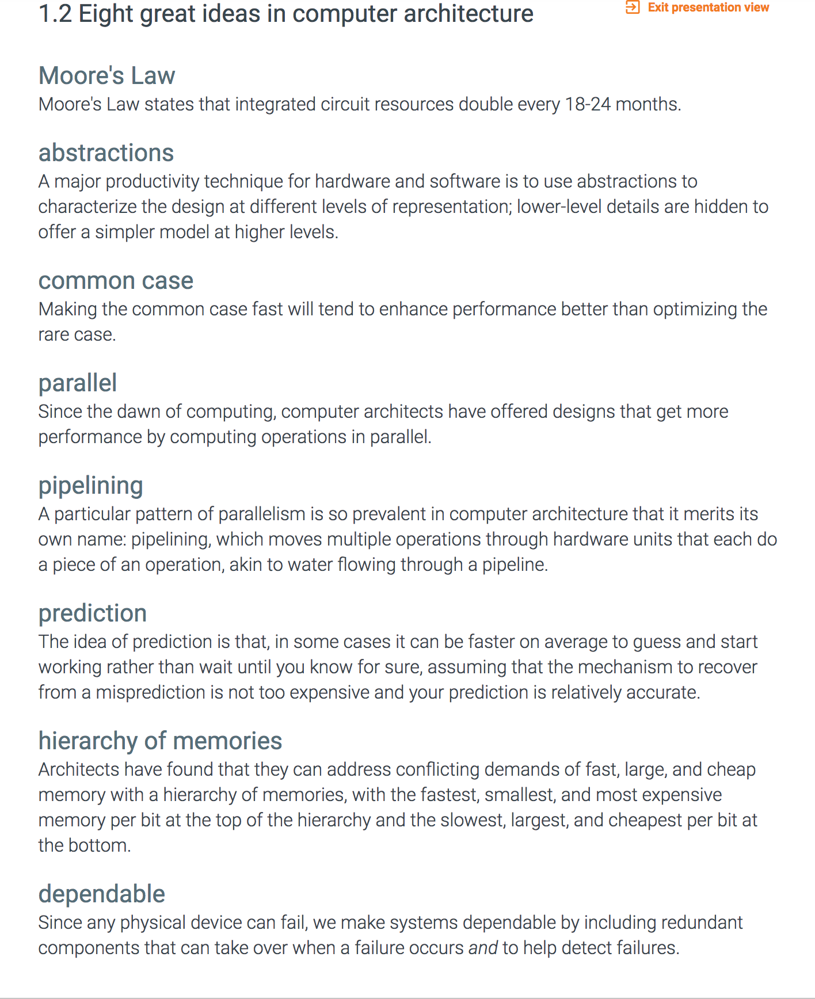 1.2 Eight great ideas in computer architecture
Exit presentation view
Moore's Law
Moore's Law states that integrated circuit resources double every 18-24 months.
abstractions
A major productivity technique for hardware and software is to use abstractions to
characterize the design at different levels of representation; lower-level details are hidden to
offer a simpler model at higher levels.
common case
Making the common case fast will tend to enhance performance better than optimizing the
rare case.
parallel
Since the dawn of computing, computer architects have offered designs that get more
performance by computing operations in parallel.
pipelining
A particular pattern of parallelism is so prevalent in computer architecture that it merits its
own name: pipelining, which moves multiple operations through hardware units that each do
a piece of an operation, akin to water flowing through a pipeline.
prediction
The idea of prediction is that, in some cases it can be faster on average to guess and start
working rather than wait until you know for sure, assuming that the mechanism to recover
from a misprediction is not too expensive and your prediction is relatively accurate.
hierarchy of memories
Architects have found that they can address conflicting demands of fast, large, and cheap
memory with a hierarchy of memories, with the fastest, smallest, and most expensive
memory per bit at the top of the hierarchy and the slowest, largest, and cheapest per bit at
the bottom.
dependable
Since any physical device can fail, we make systems dependable by including redundant
components that can take over when a failure occurs and to help detect failures.